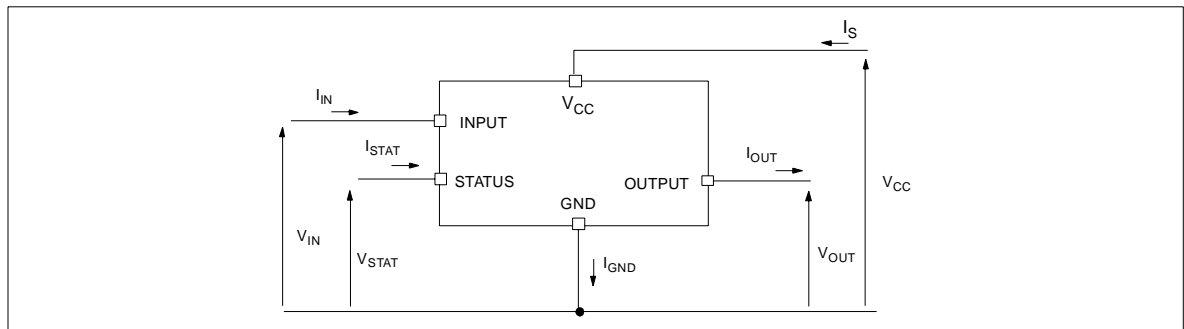 I_S
V_CC
I_IN
INPUT
I_STAT
STATUS
I_OUT
OUTPUT
V_CC
GND
V_IN
V_STAT
I_GND
V_OUT